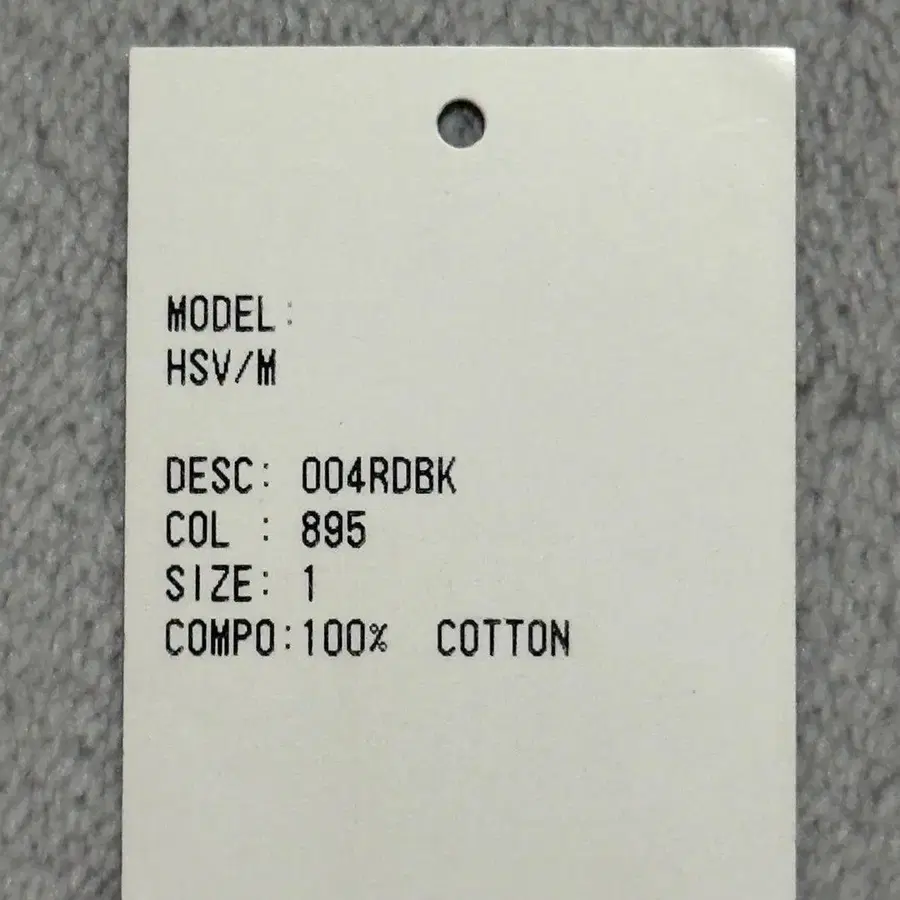 MODEL:
HSV/M
DESC: 004RDBK
COL : 895
SIZE: 1
COMPO:100% COTTON